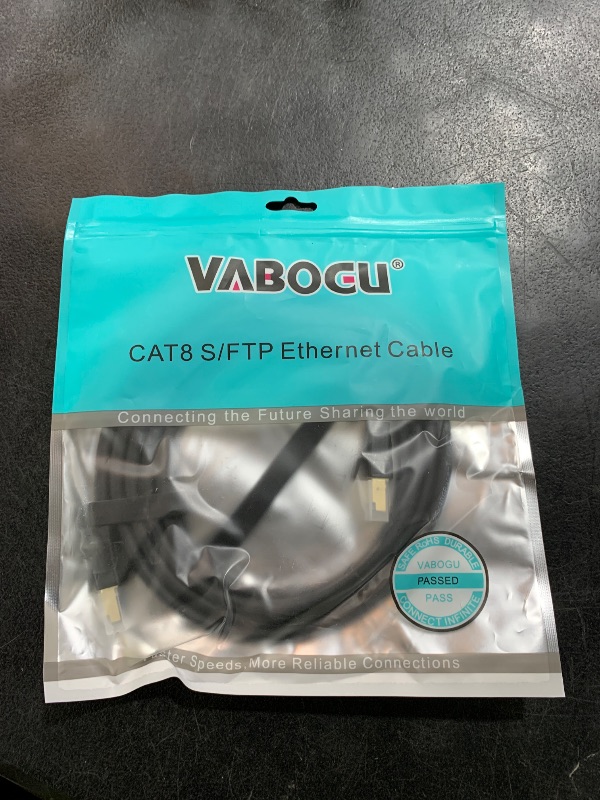 VABOGU®
CAT8 S/FTP Ethernet Cable
Connecting the Future Sharing the world
SAFE RoHS DURABLE
VABOGU
PASSED
PASS
CONNECT INFINITE
Speeds.More Reliable Connections